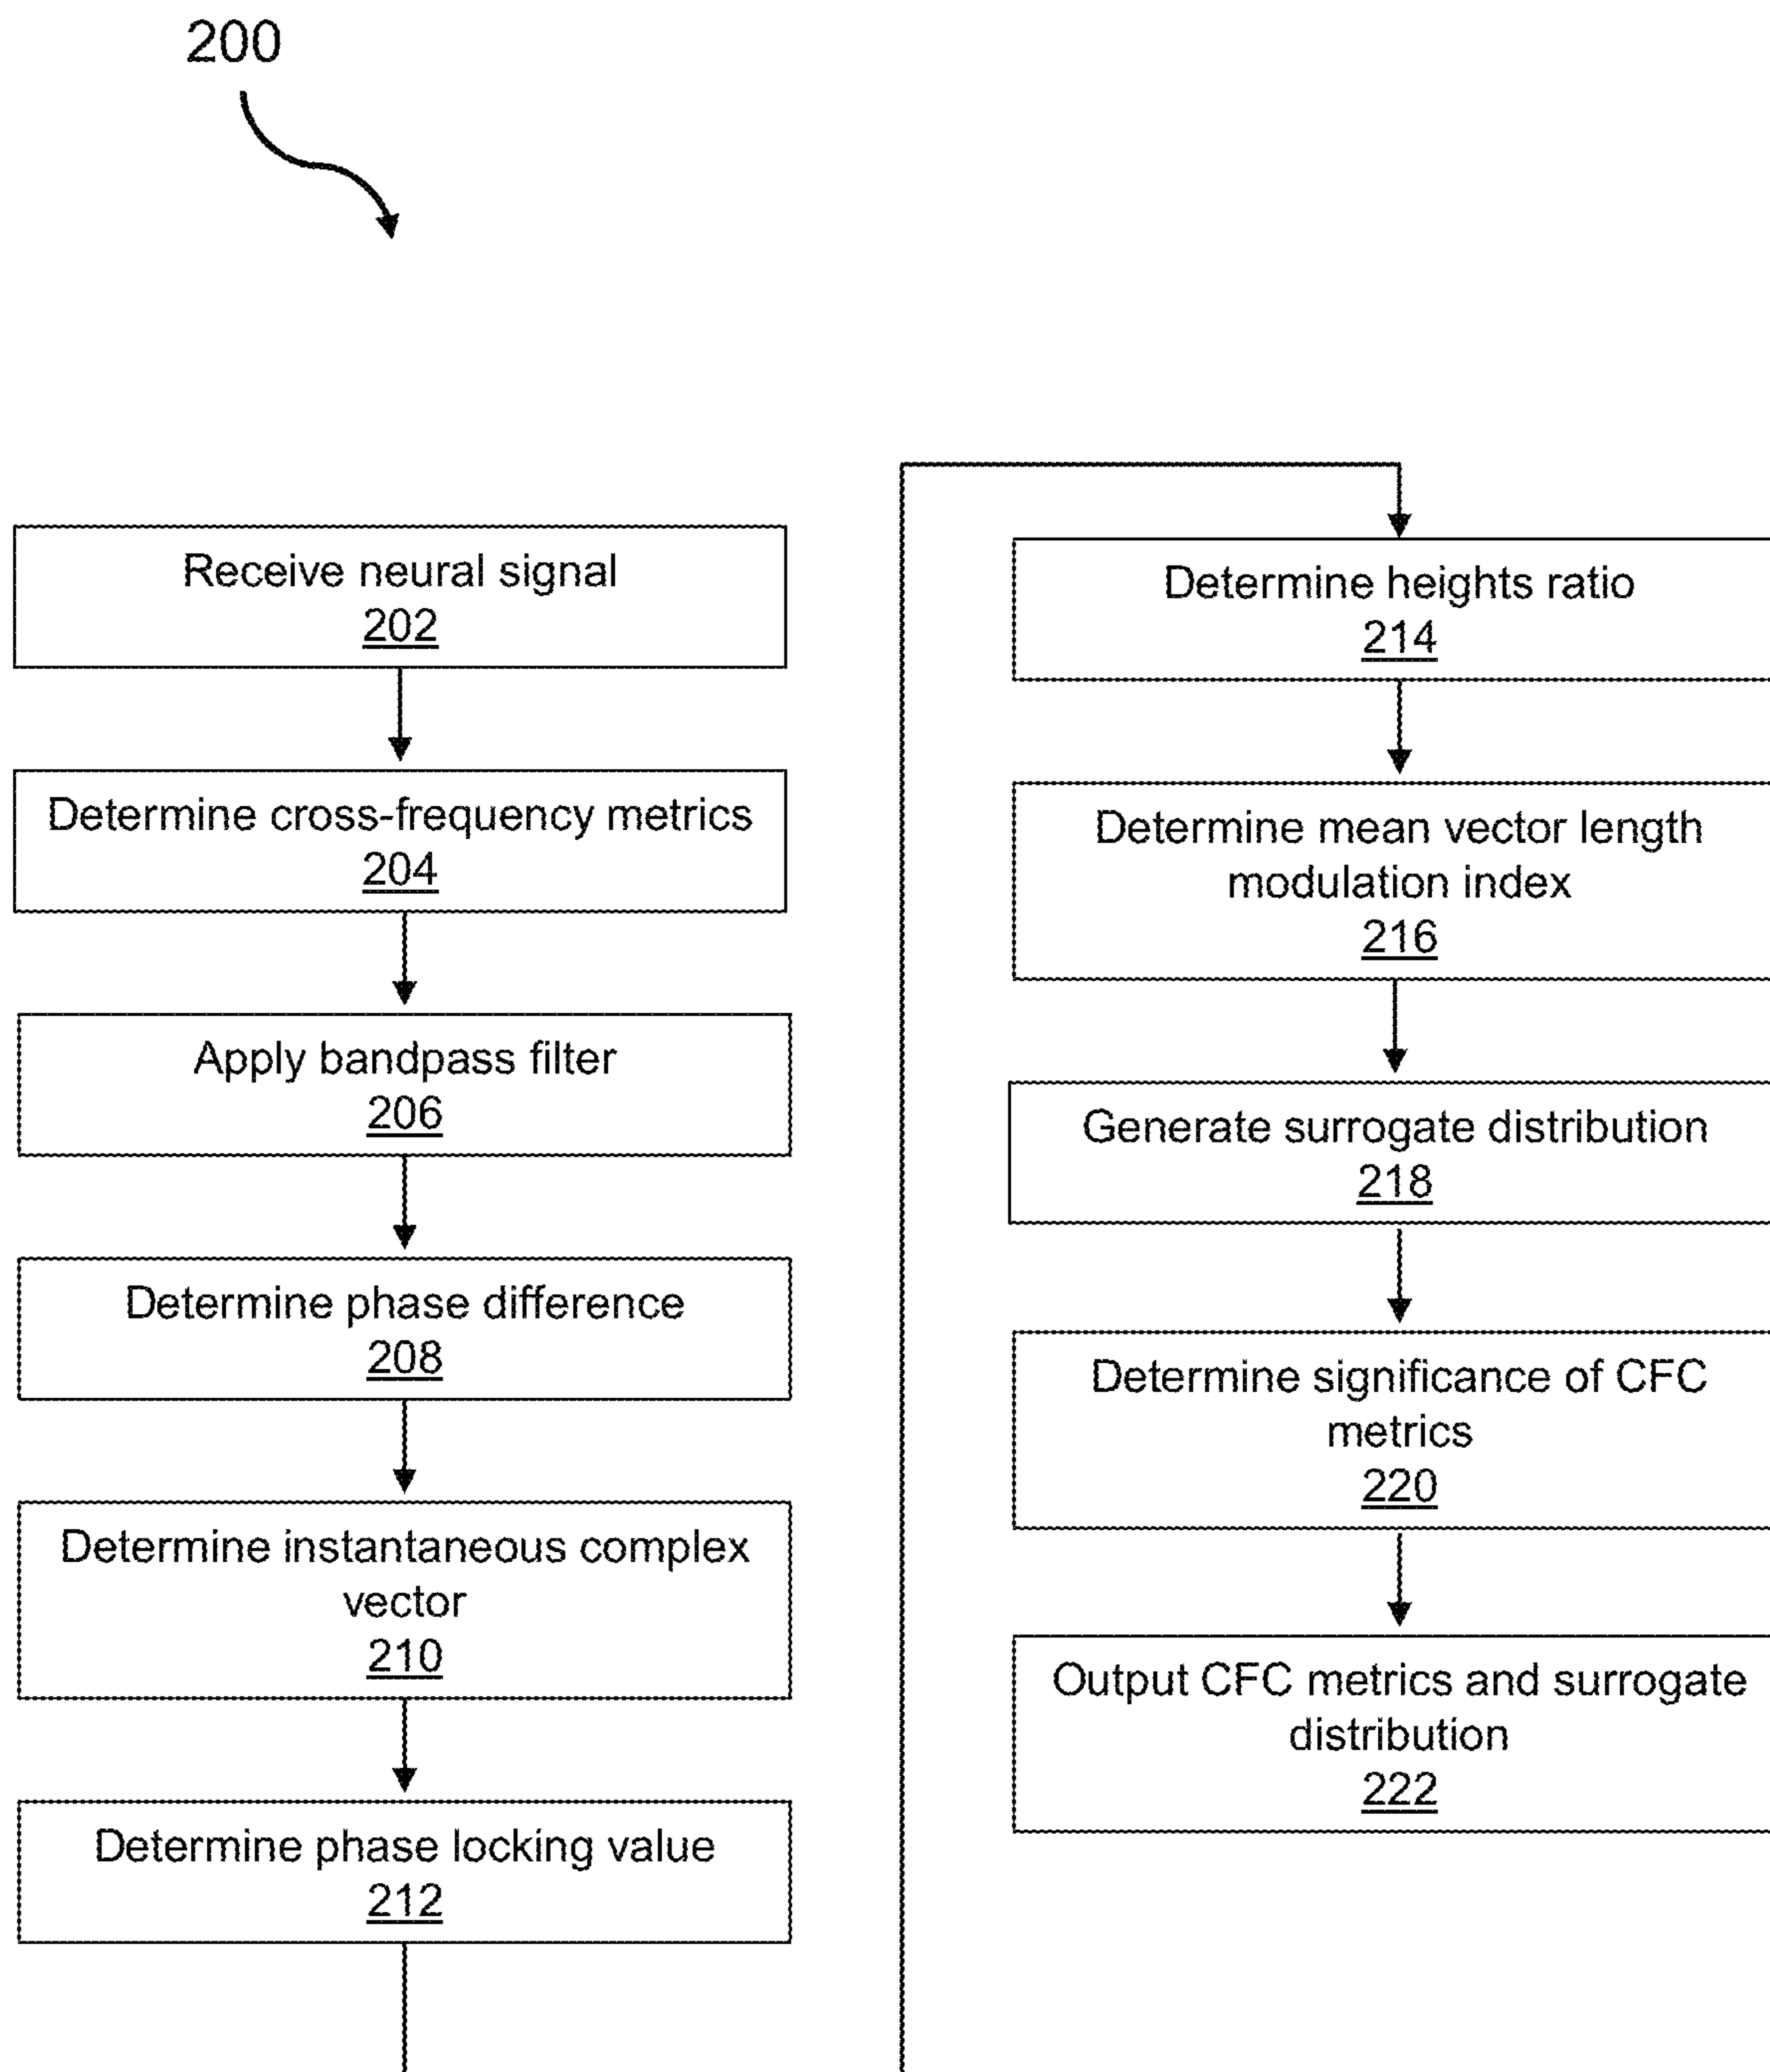 200
Receive neural signal
202
Determine cross-frequency metrics
204
Apply bandpass filter
206
Determine phase difference
208
Determine instantaneous complex
vector
210
Determine phase locking value
212
Determine heights ratio
214
Determine mean vector length
modulation index
216
Generate surrogate distribution
218
Determine significance of CFC
metrics
220
Output CFC metrics and surrogate
distribution
222